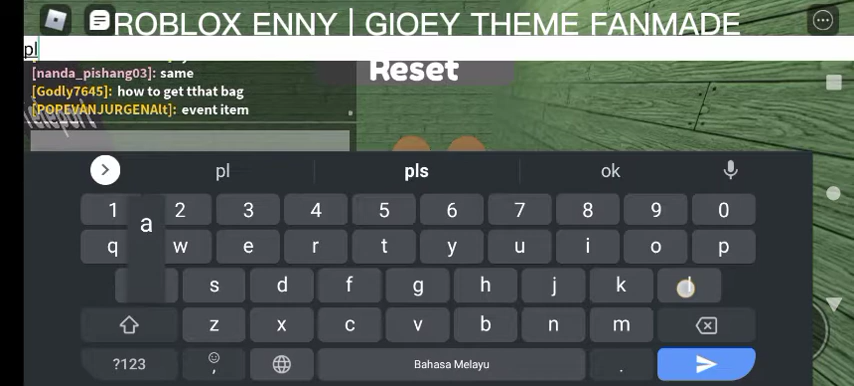 ROBLOX ENNY | GIOEY THEME FANMADE
pl
[nanda_pishang03]: same
[Godly7645]: how to get tthat bag
[POPEVANJURGENAlt]: event item
Reset
Teleport
pl pls ok
1 2 3 4 5 6 7 8 9 0
a
q w e r t y u i o p
s d f g h j k l
z x c v b n m
?123 , Bahasa Melayu .